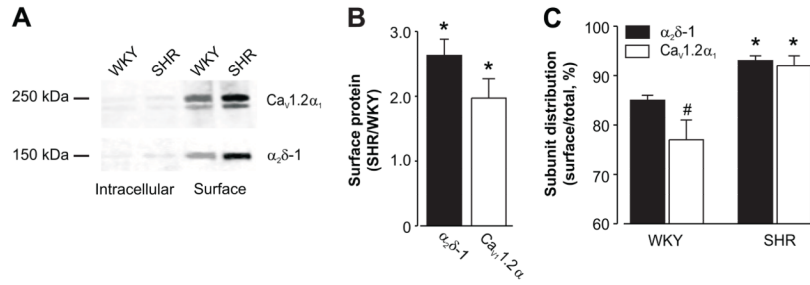 A
WKY
SHR
WKY
SHR
250 kDa
Caᵥ1.2α₁
150 kDa
α₂δ-1
Intracellular
Surface
B
Surface protein
(SHR/WKY)
3.0
2.0
1.0
0
*
*
α₂δ-1
Caᵥ₁1.2α
C
α₂δ-1
Caᵥ1.2α₁
Subunit distribution
(surface/total, %)
100
90
80
70
60
#
*
*
WKY
SHR